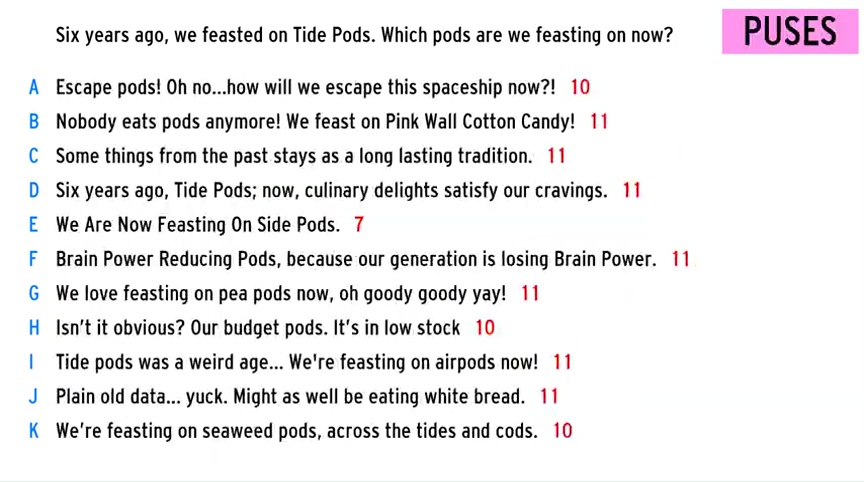 Six years ago, we feasted on Tide Pods. Which pods are we feasting on now?
PUSES
A Escape pods! Oh no...how will we escape this spaceship now?! 10
B Nobody eats pods anymore! We feast on Pink Wall Cotton Candy! 11
C Some things from the past stays as a long lasting tradition. 11
D Six years ago, Tide Pods; now, culinary delights satisfy our cravings. 11
E We Are Now Feasting On Side Pods. 7
F Brain Power Reducing Pods, because our generation is losing Brain Power. 11
G We love feasting on pea pods now, oh goody goody yay! 11
H Isn't it obvious? Our budget pods. It's in low stock 10
I Tide pods was a weird age... We're feasting on airpods now! 11
J Plain old data... yuck. Might as well be eating white bread. 11
K We're feasting on seaweed pods, across the tides and cods. 10